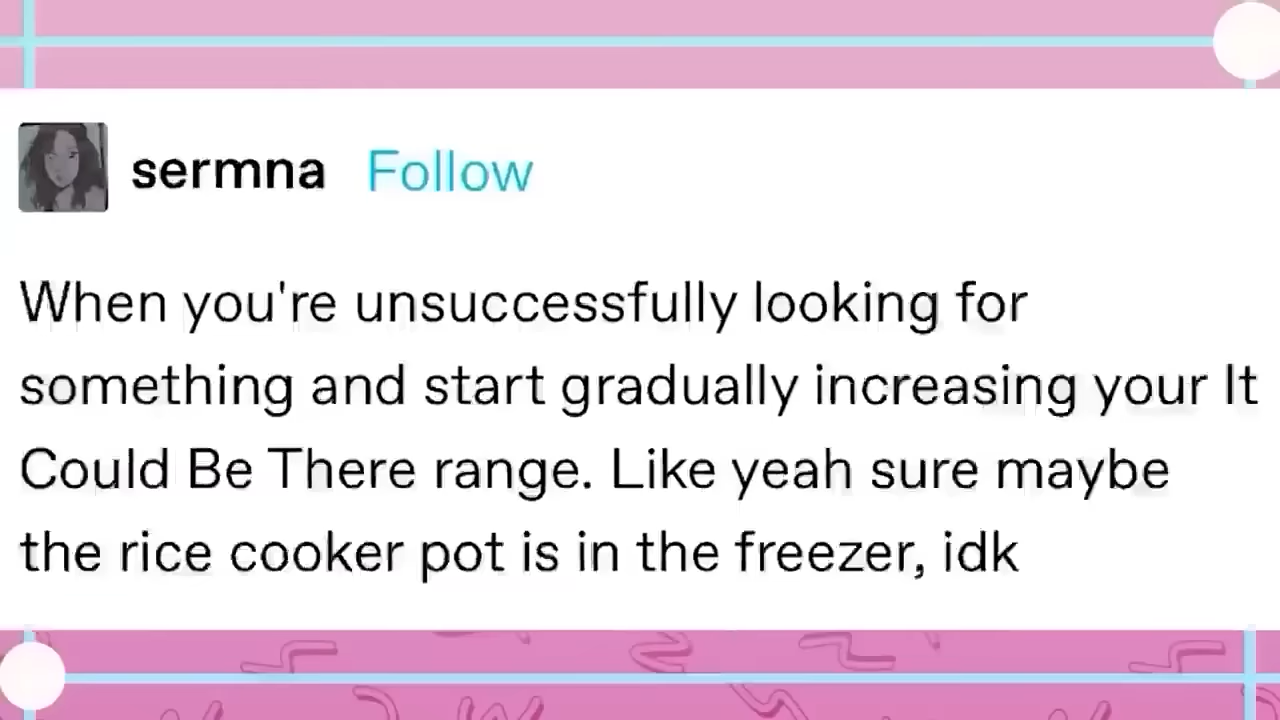 sermna Follow
When you're unsuccessfully looking for
something and start gradually increasing your It
Could Be There range. Like yeah sure maybe
the rice cooker pot is in the freezer, idk